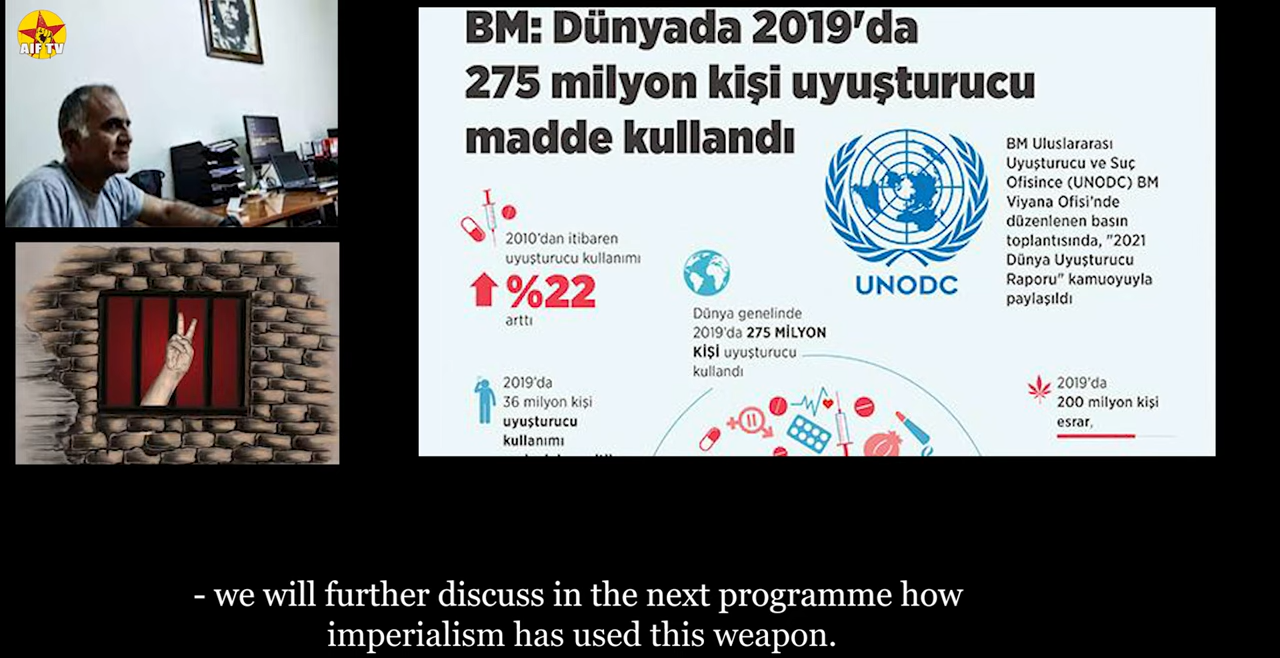 AIF TV
BM: Dünyada 2019'da
275 milyon kişi uyuşturucu
madde kullandı
2010'dan itibaren
uyuşturucu kullanımı
%22
arttı
UNODC
BM Uluslararası
Uyuşturucu ve Suç
Ofisince (UNODC) BM
Viyana Ofisi'nde
düzenlenen basın
toplantısında, "2021
Dünya Uyuşturucu
Raporu" kamuoyuyla
paylaşıldı
Dünya genelinde
2019'da 275 MİLYON
KİŞİ uyuşturucu
kullandı
2019'da
36 milyon kişi
uyuşturucu
kullanımı
2019'da
200 milyon kişi
esrar,
- we will further discuss in the next programme how
imperialism has used this weapon.